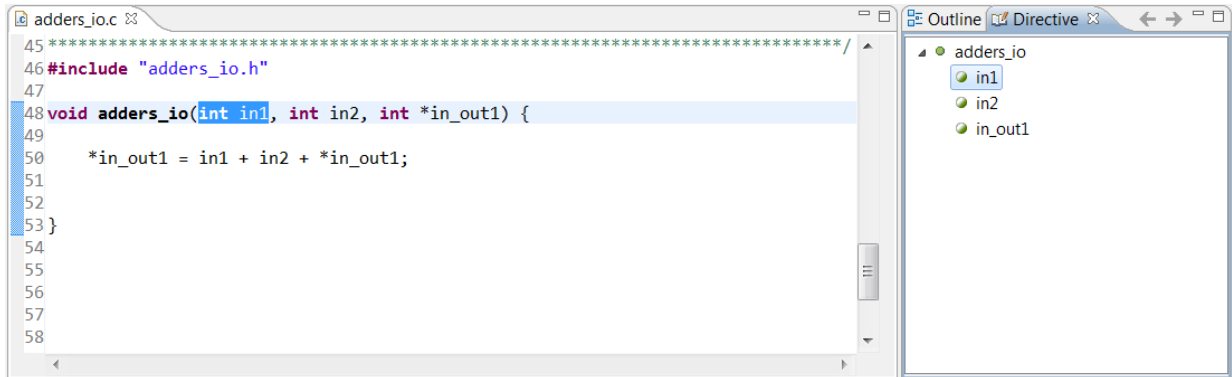 adders_io.c
45 *******************************************************************************/
46 #include "adders_io.h"
47
48 void adders_io(int in1, int in2, int *in_out1) {
49
50 *in_out1 = in1 + in2 + *in_out1;
51
52
53 }
54
55
56
57
58
Outline Directive
adders_io
in1
in2
in_out1